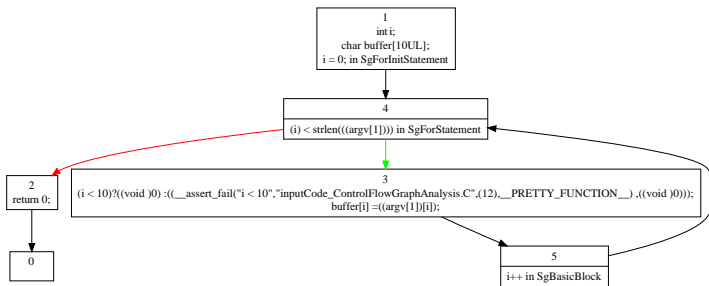 1
int i;
char buffer[10UL];
i = 0; in SgForInitStatement
4
(i) < strlen(((argv[1]))) in SgForStatement
2
return 0;
3
(i < 10)?((void )0) :((__assert_fail("i < 10","inputCode_ControlFlowGraphAnalysis.C",(12),__PRETTY_FUNCTION__) ,((void )0)));
buffer[i] =((argv[1])[i]);
0
5
i++ in SgBasicBlock